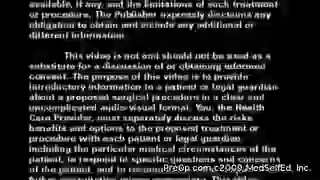 available, if any, and the limitations of such treatment
or procedure. The Publisher expressly disclaims any
obligation to obtain and include any additional or
different information.
This video is not and should not be used as a
substitute for a discussion of or obtaining informed
consent. The purpose of this video is to provide
introductory information to a patient or legal guardian
about a proposed surgical procedure in a clear and
uncomplicated audio-visual format. You, the Health
Care Provider, must separately discuss the risks,
benefits and options to the proposed treatment or
procedure with each patient or legal guardian,
including the particular medical circumstances of the
patient, to respond to specific questions and concerns
of the patient, and to
PreOp.com c2009, MedSelfEd, Inc.